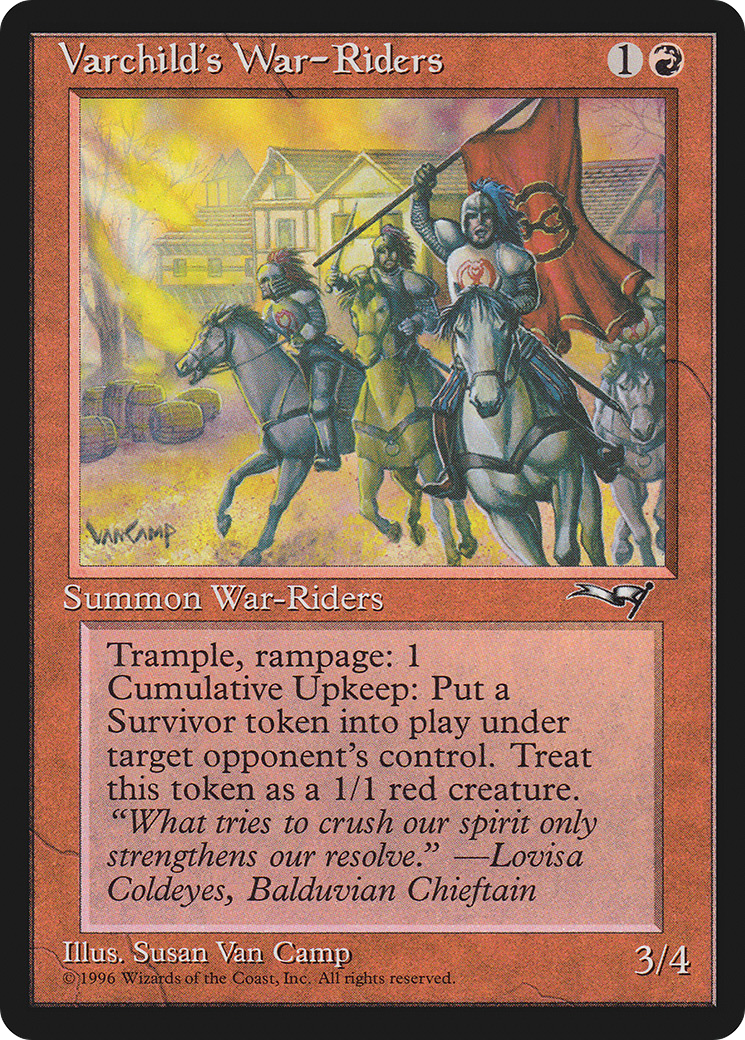 Varchild's War-Riders
1
VANCAMP
Summon War-Riders
Trample, rampage: 1
Cumulative Upkeep: Put a
Survivor token into play under
target opponent's control. Treat
this token as a 1/1 red creature.
“What tries to crush our spirit only
strengthens our resolve.” —Lovisa
Coldeyes, Balduvian Chieftain
Illus. Susan Van Camp
3/4
© 1996 Wizards of the Coast, Inc. All rights reserved.